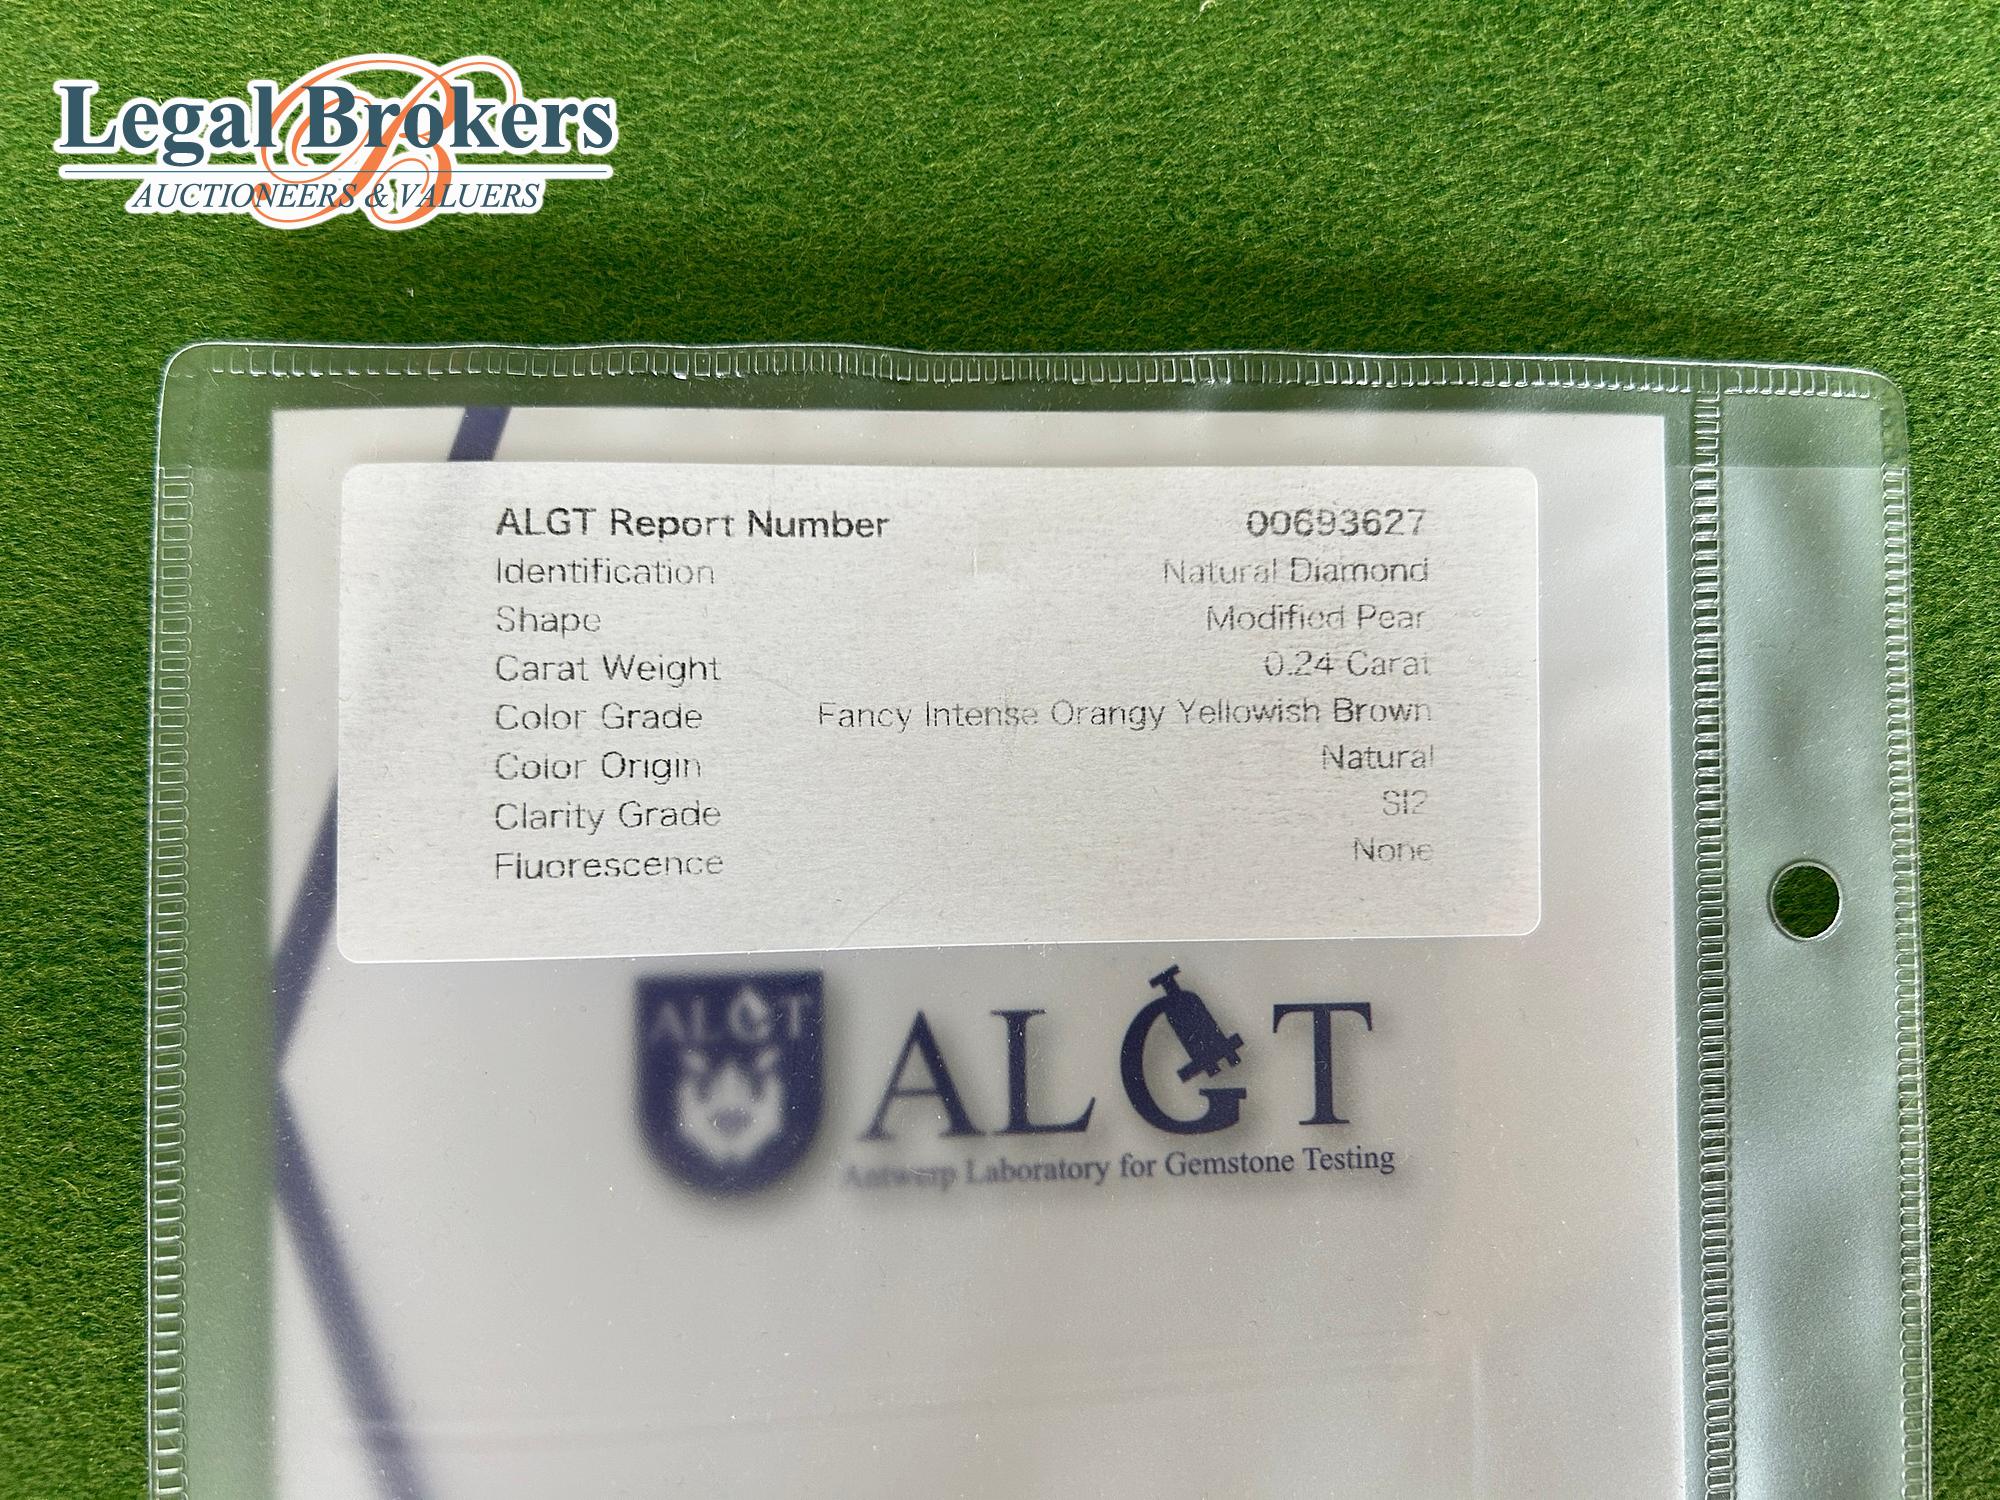 Legal Brokers
AUCTIONEERS & VALUERS
ALGT Report Number 00693627
Identification Natural Diamond
Shape Modified Pear
Carat Weight 0.24 Carat
Color Grade Fancy Intense Orangy Yellowish Brown
Color Origin Natural
Clarity Grade SI2
Fluorescence None
ALGT
ALGT
Antwerp Laboratory for Gemstone Testing